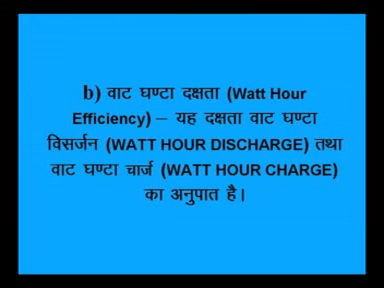 b) वाट घण्टा दक्षता (Watt Hour
Efficiency) – यह दक्षता वाट घण्टा
विसर्जन (WATT HOUR DISCHARGE) तथा
वाट घण्टा चार्ज (WATT HOUR CHARGE)
का अनुपात है।